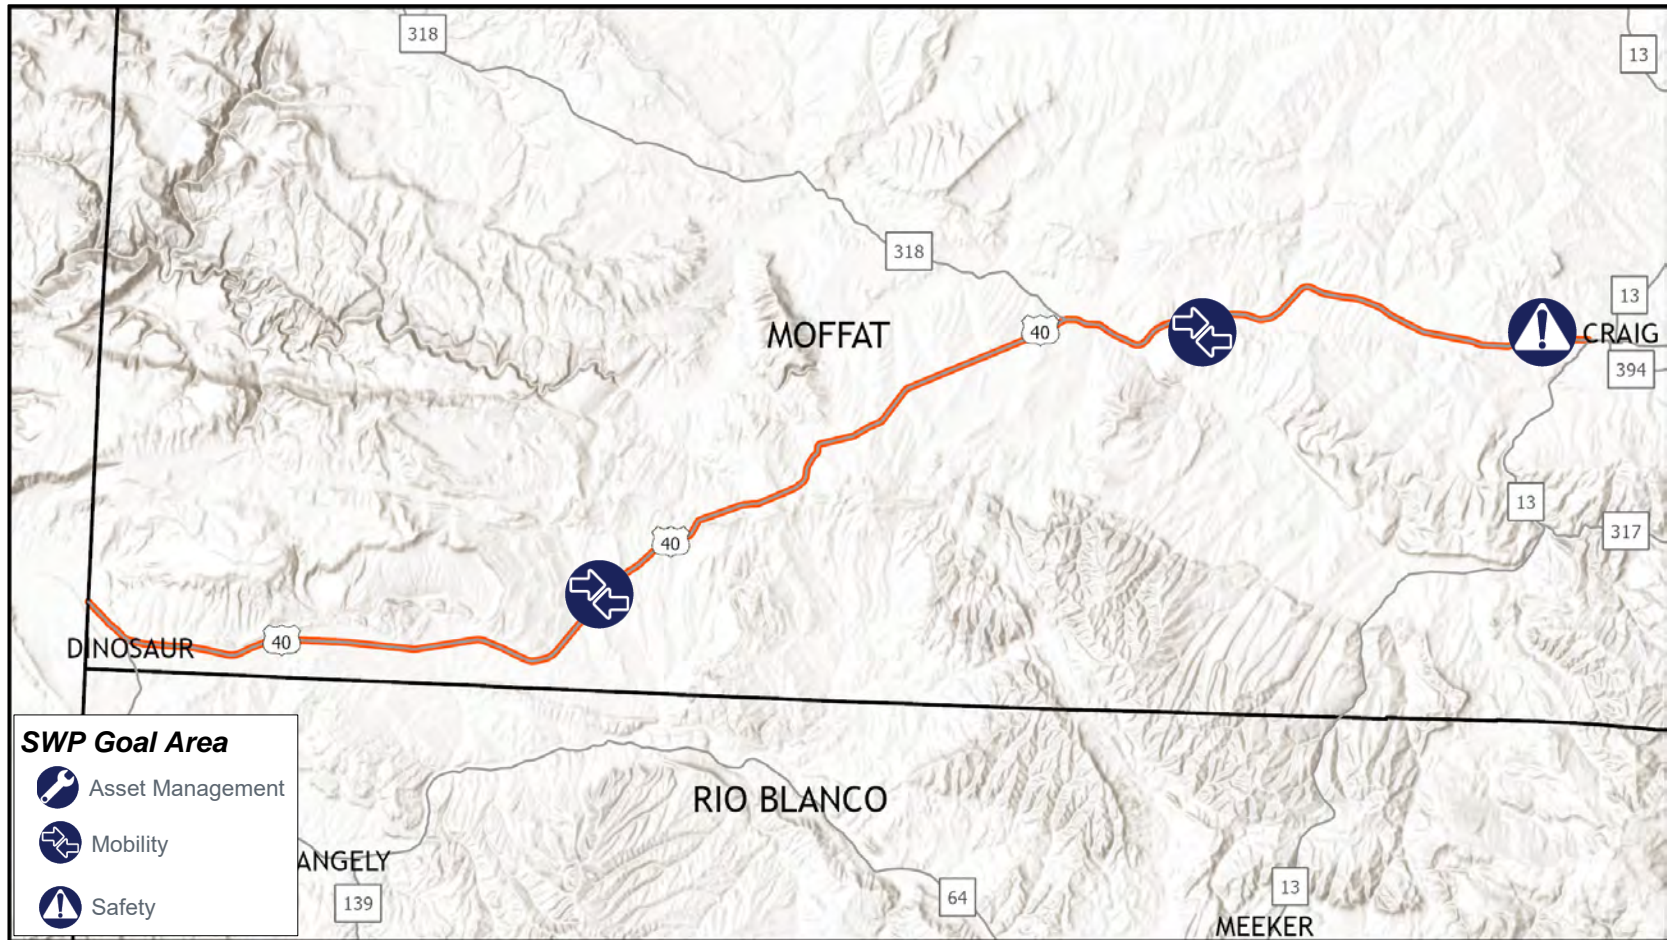 318
13
318
MOFFAT
40
13
CRAIG
394
13
317
40
40
DINOSAUR
SWP Goal Area
Asset Management
Mobility
Safety
RIO BLANCO
ANGELY
139
64
13
MEEKER